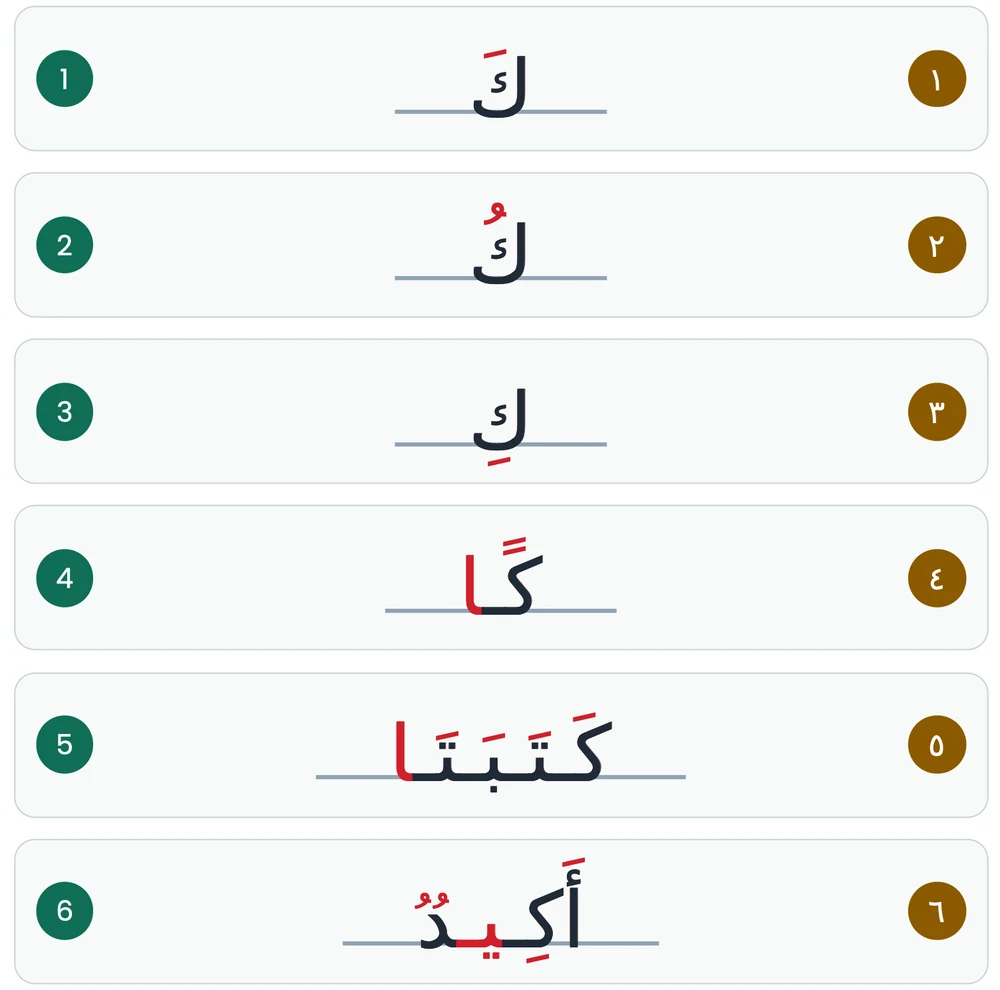 1 كَ ١
2 كُ ٢
3 كِ ٣
4 كًا ٤
5 كَتَبَتَا ٥
6 أَكِيدٌ ٦